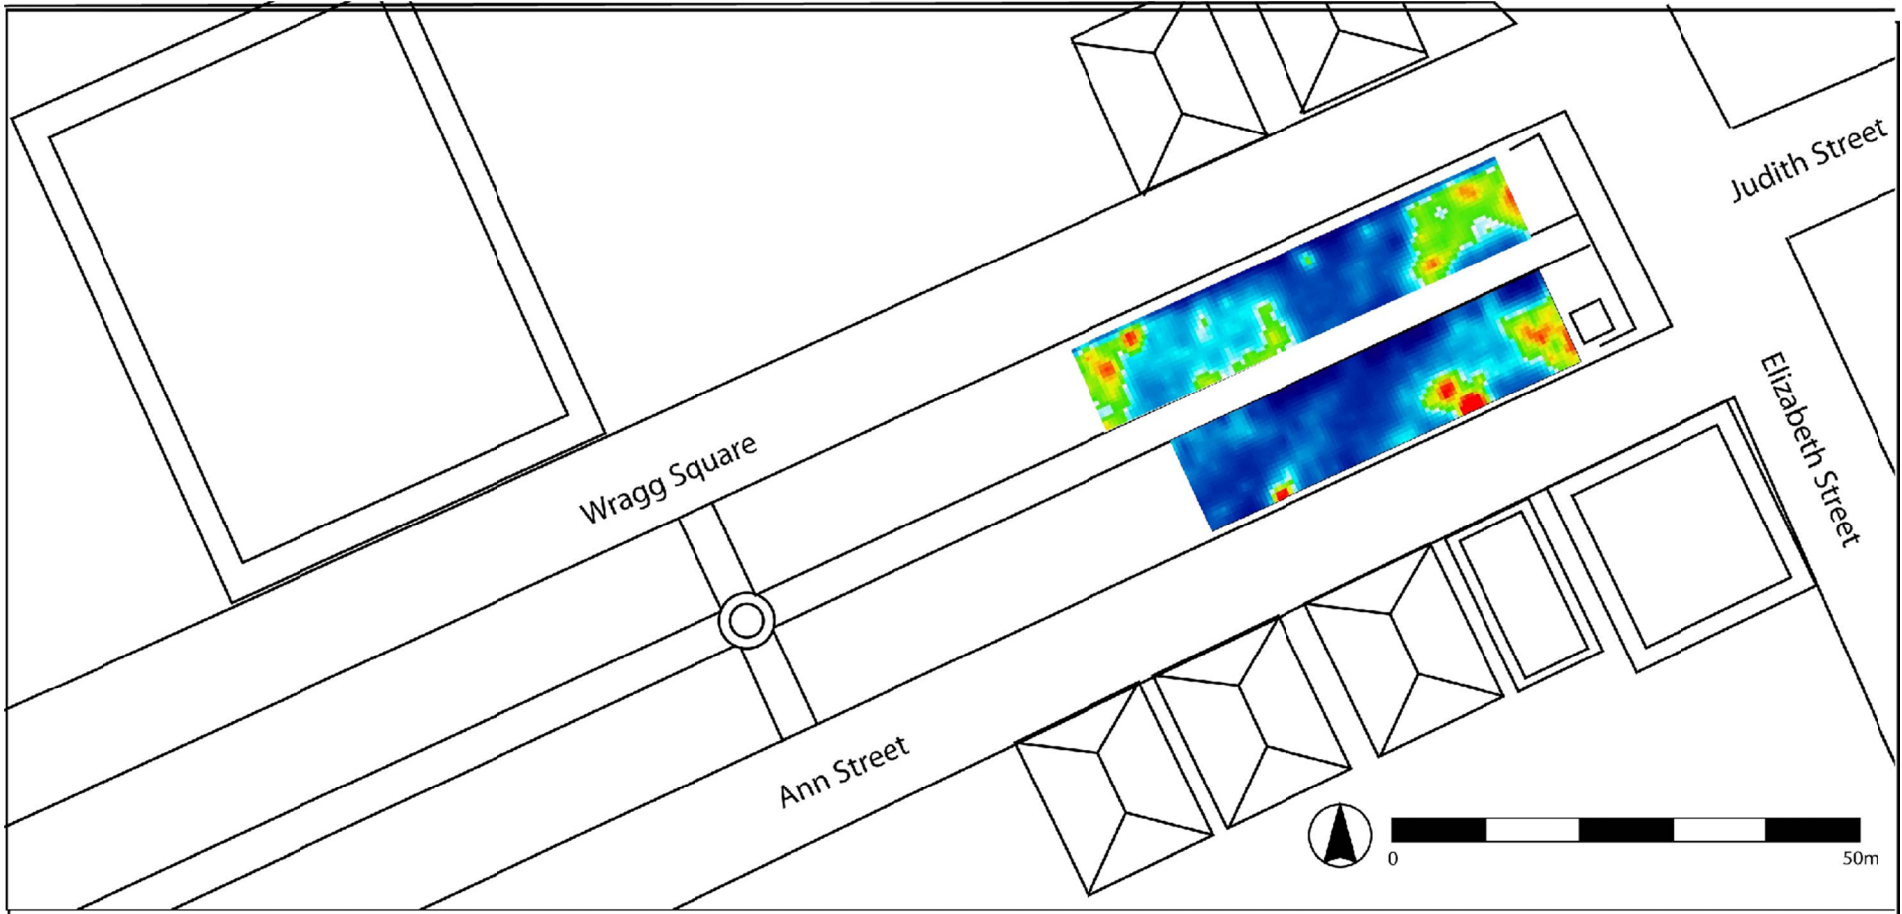 Judith Street
Wragg Square
Elizabeth Street
Ann Street
0
50m